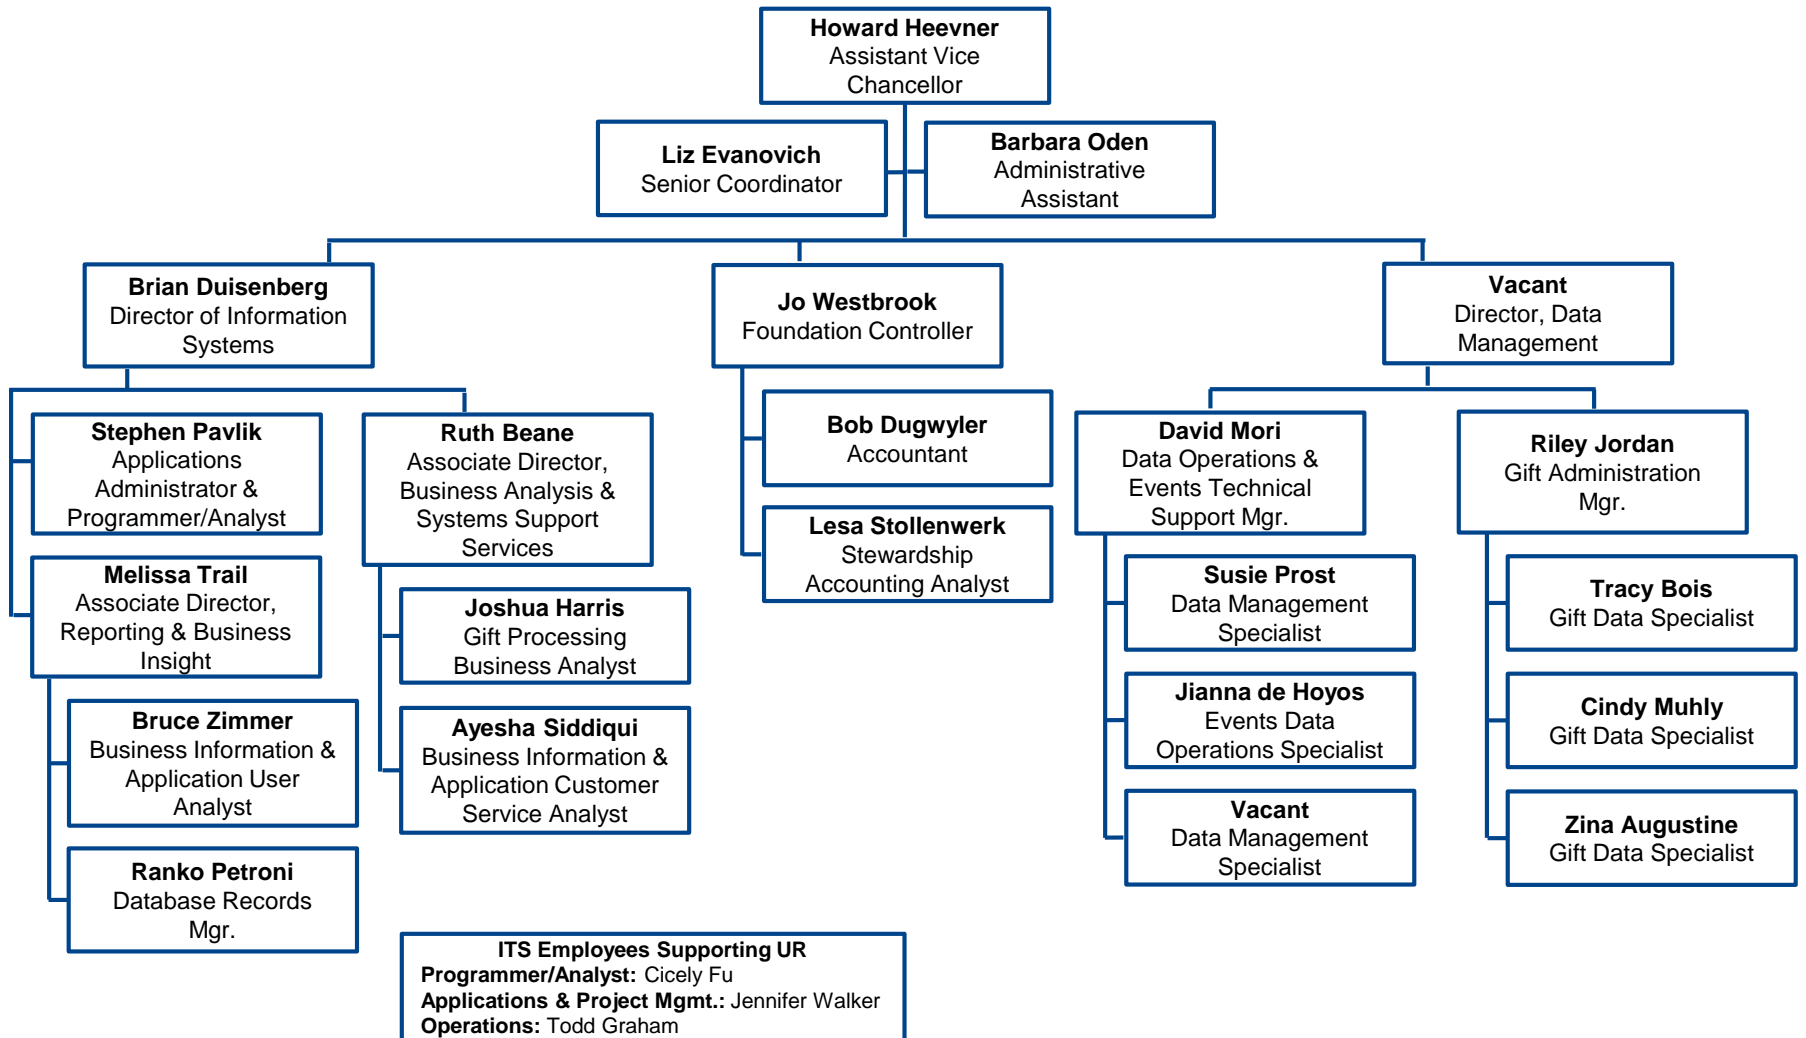 Howard Heevner
Assistant Vice
Chancellor
Liz Evanovich
Senior Coordinator
Barbara Oden
Administrative
Assistant
Brian Duisenberg
Director of Information
Systems
Jo Westbrook
Foundation Controller
Vacant
Director, Data
Management
Stephen Pavlik
Applications
Administrator &
Programmer/Analyst
Ruth Beane
Associate Director,
Business Analysis &
Systems Support
Services
Bob Dugwyler
Accountant
David Mori
Data Operations &
Events Technical
Support Mgr.
Riley Jordan
Gift Administration
Mgr.
Melissa Trail
Associate Director,
Reporting & Business
Insight
Joshua Harris
Gift Processing
Business Analyst
Lesa Stollenwerk
Stewardship
Accounting Analyst
Susie Prost
Data Management
Specialist
Tracy Bois
Gift Data Specialist
Bruce Zimmer
Business Information &
Application User
Analyst
Ayesha Siddiqui
Business Information &
Application Customer
Service Analyst
Jianna de Hoyos
Events Data
Operations Specialist
Cindy Muhly
Gift Data Specialist
Ranko Petroni
Database Records
Mgr.
Vacant
Data Management
Specialist
Zina Augustine
Gift Data Specialist
ITS Employees Supporting UR
Programmer/Analyst: Cicely Fu
Applications & Project Mgmt.: Jennifer Walker
Operations: Todd Graham